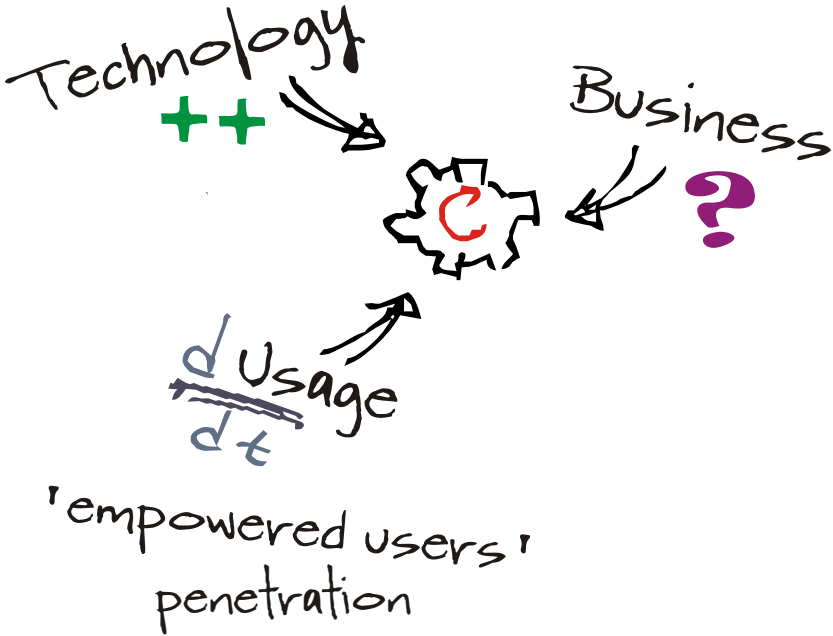 Technology
++
Business
?
C
d Usage
dt
'empowered users'
penetration